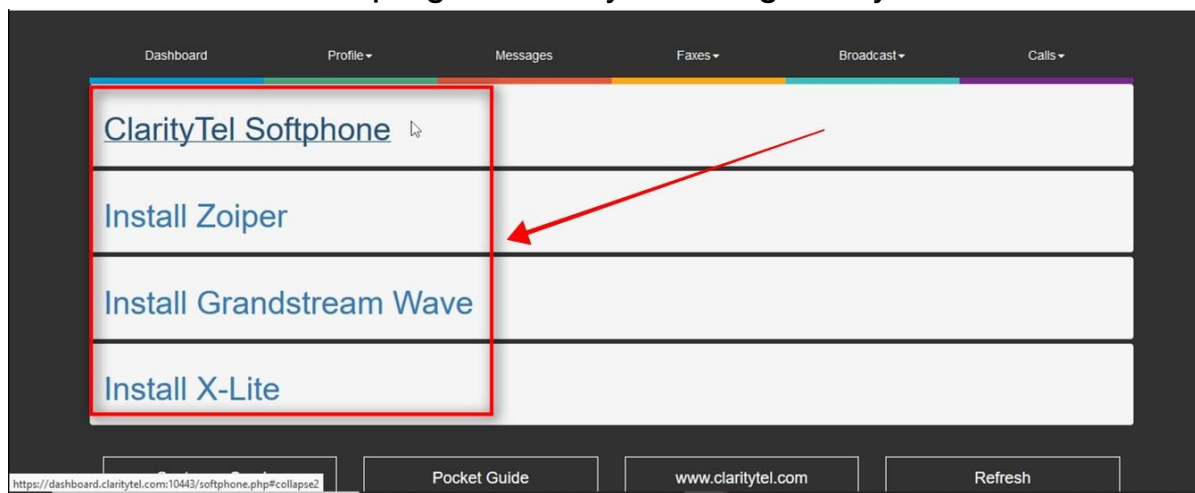 Dashboard Profile Messages Faxes Broadcast Calls
ClarityTel Softphone
Install Zoiper
Install Grandstream Wave
Install X-Lite
Pocket Guide www.claritytel.com Refresh
https://dashboard.claritytel.com:10443/softphone.php#collapse2